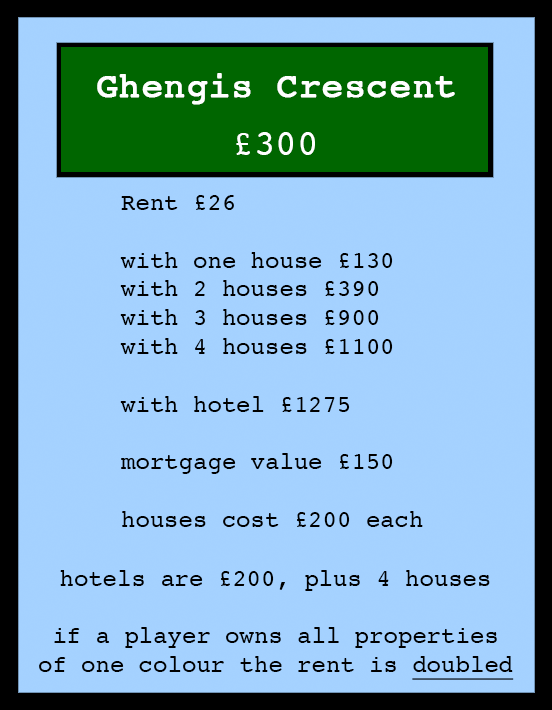 Ghengis Crescent
£300
Rent £26
with one house £130
with 2 houses £390
with 3 houses £900
with 4 houses £1100
with hotel £1275
mortgage value £150
houses cost £200 each
hotels are £200, plus 4 houses
if a player owns all properties
of one colour the rent is doubled